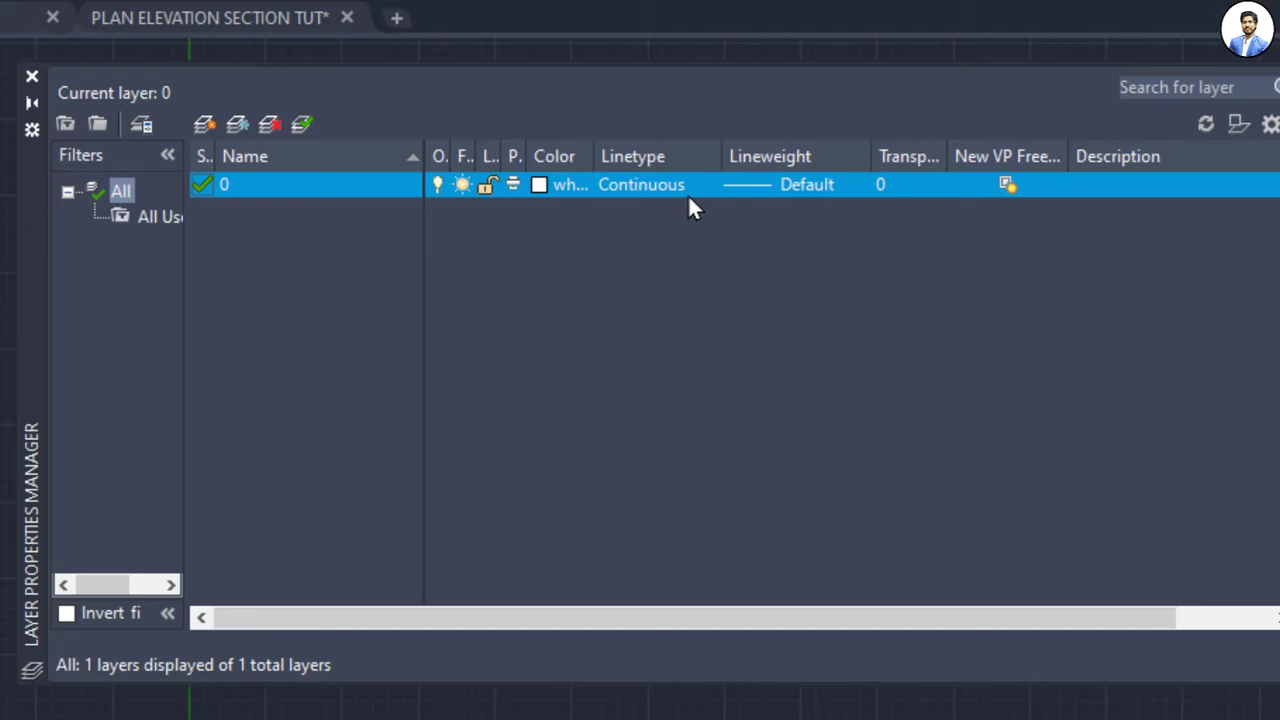 PLAN ELEVATION SECTION TUT*
Current layer: 0
Search for layer
Filters
S.. Name O. F.. L.. P. Color Linetype Lineweight Transp... New VP Free... Description
All
0 wh... Continuous Default 0
All Use
LAYER PROPERTIES MANAGER
Invert fi
All: 1 layers displayed of 1 total layers